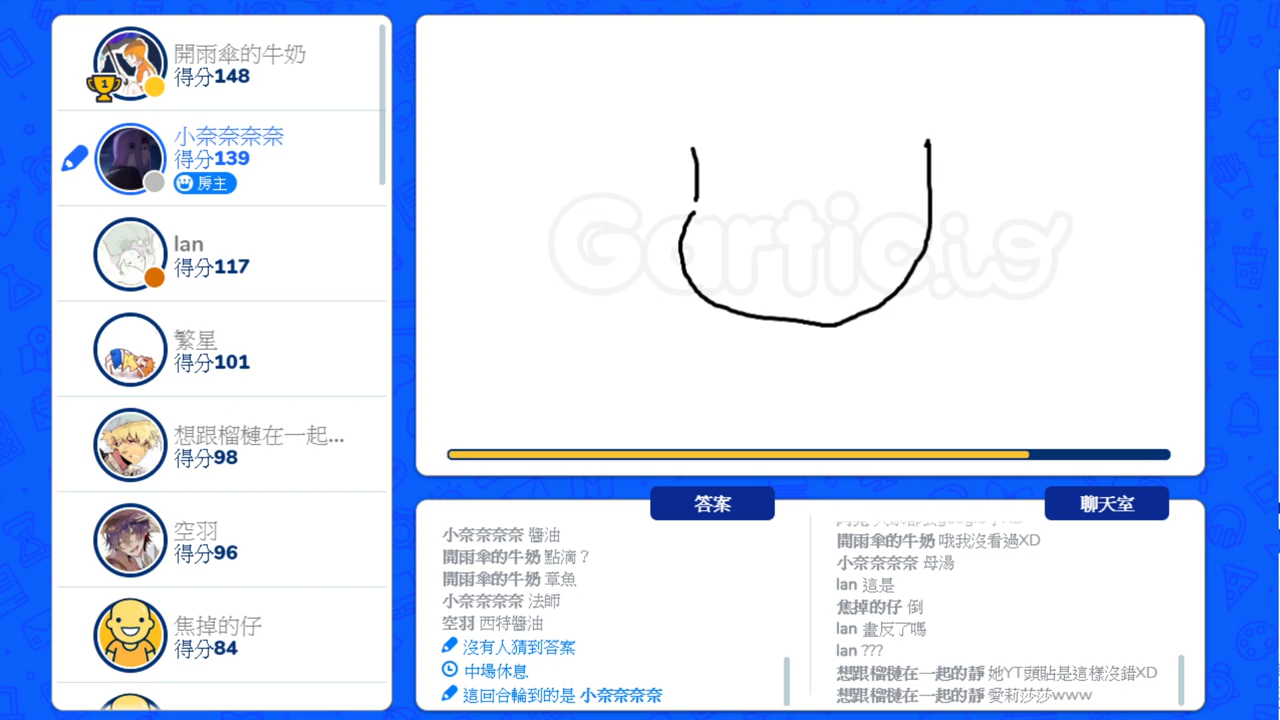 開雨傘的牛奶
得分148
1
小奈奈奈奈
得分139
房主
lan
得分117
繁星
得分101
想跟榴槤在一起...
得分98
空羽
得分96
焦掉的仔
得分84
Gartic.io
答案
小奈奈奈奈 醬油
開雨傘的牛奶 點滴?
開雨傘的牛奶 章魚
小奈奈奈奈 法師
空羽 西特醬油
沒有人猜到答案
中場休息
這回合輪到的是 小奈奈奈奈
聊天室
開雨傘的牛奶 哦我沒看過XD
小奈奈奈奈 母湯
lan 這是
焦掉的仔 倒
lan 畫反了嗎
lan ???
想跟榴槤在一起的靜 她YT頭貼是這樣沒錯XD
想跟榴槤在一起的靜 愛莉莎莎www